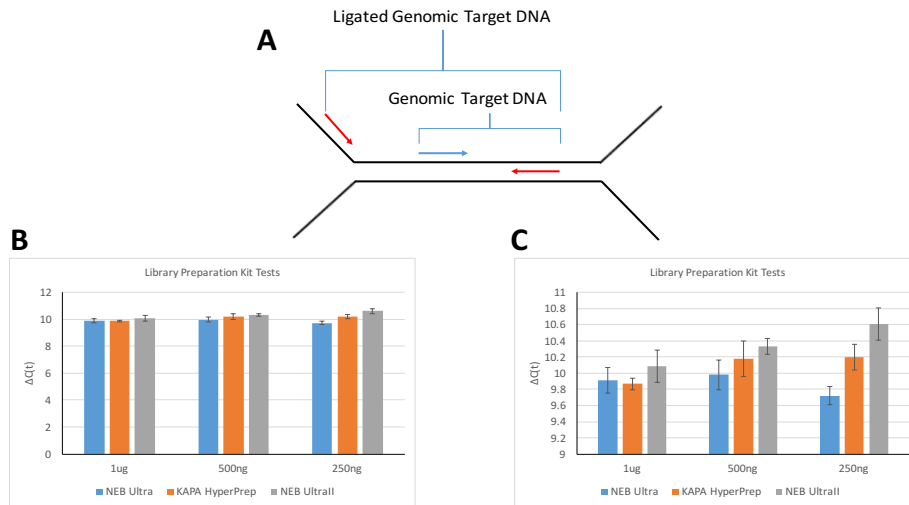 Ligated Genomic Target DNA
A
Genomic Target DNA
B
Library Preparation Kit Tests
ΔC(t)
12
10
8
6
4
2
0
1ug 500ng 250ng
NEB Ultra KAPA HyperPrep NEB UltraII
C
Library Preparation Kit Tests
ΔC(t)
11
10.8
10.6
10.4
10.2
10
9.8
9.6
9.4
9.2
9
1ug 500ng 250ng
NEB Ultra KAPA HyperPrep NEB UltraII